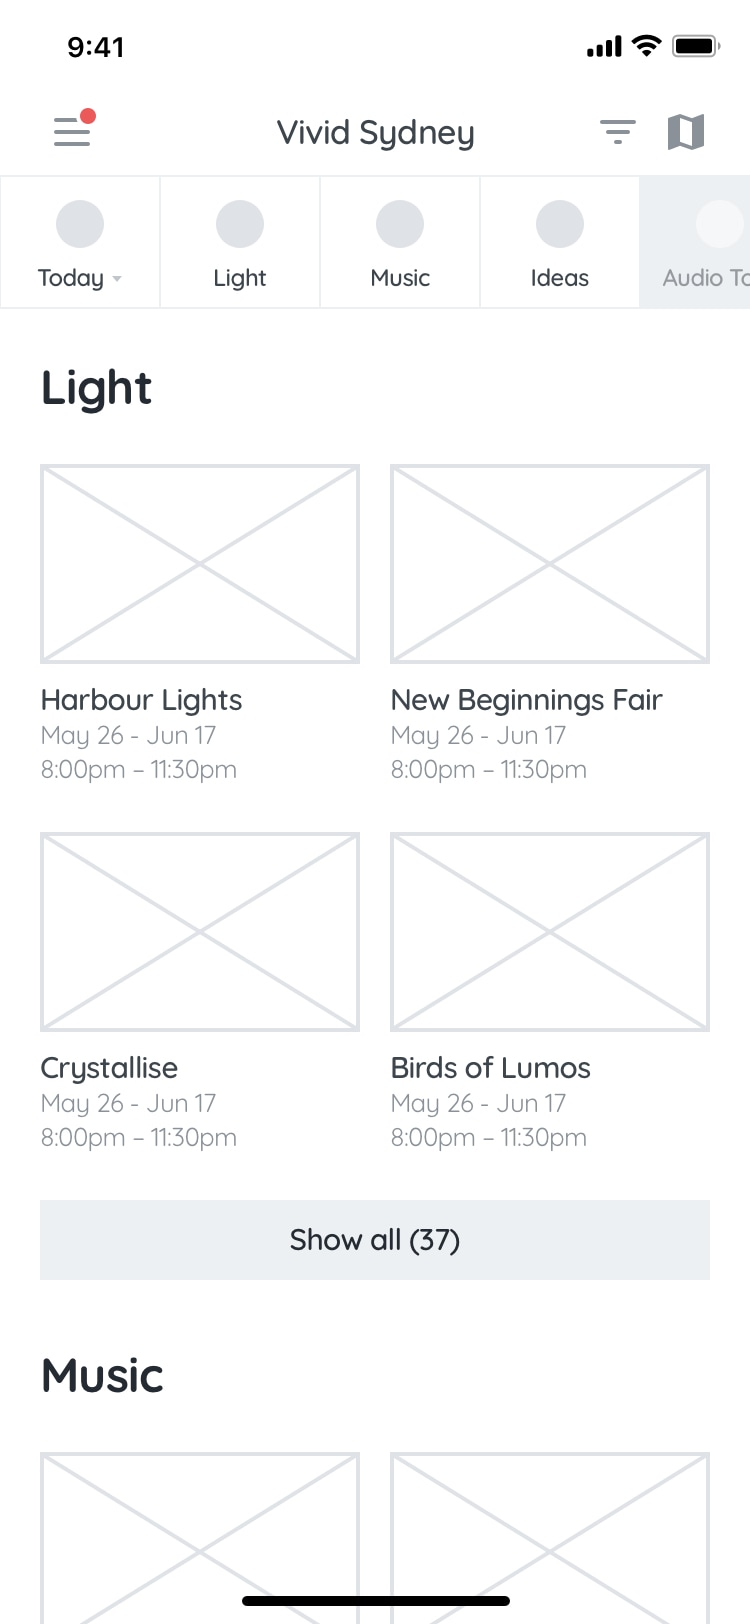 9:41
Vivid Sydney
Today
Light
Music
Ideas
Audio To
Light
Harbour Lights
May 26 - Jun 17
8:00pm – 11:30pm
New Beginnings Fair
May 26 - Jun 17
8:00pm – 11:30pm
Crystallise
May 26 - Jun 17
8:00pm – 11:30pm
Birds of Lumos
May 26 - Jun 17
8:00pm – 11:30pm
Show all (37)
Music